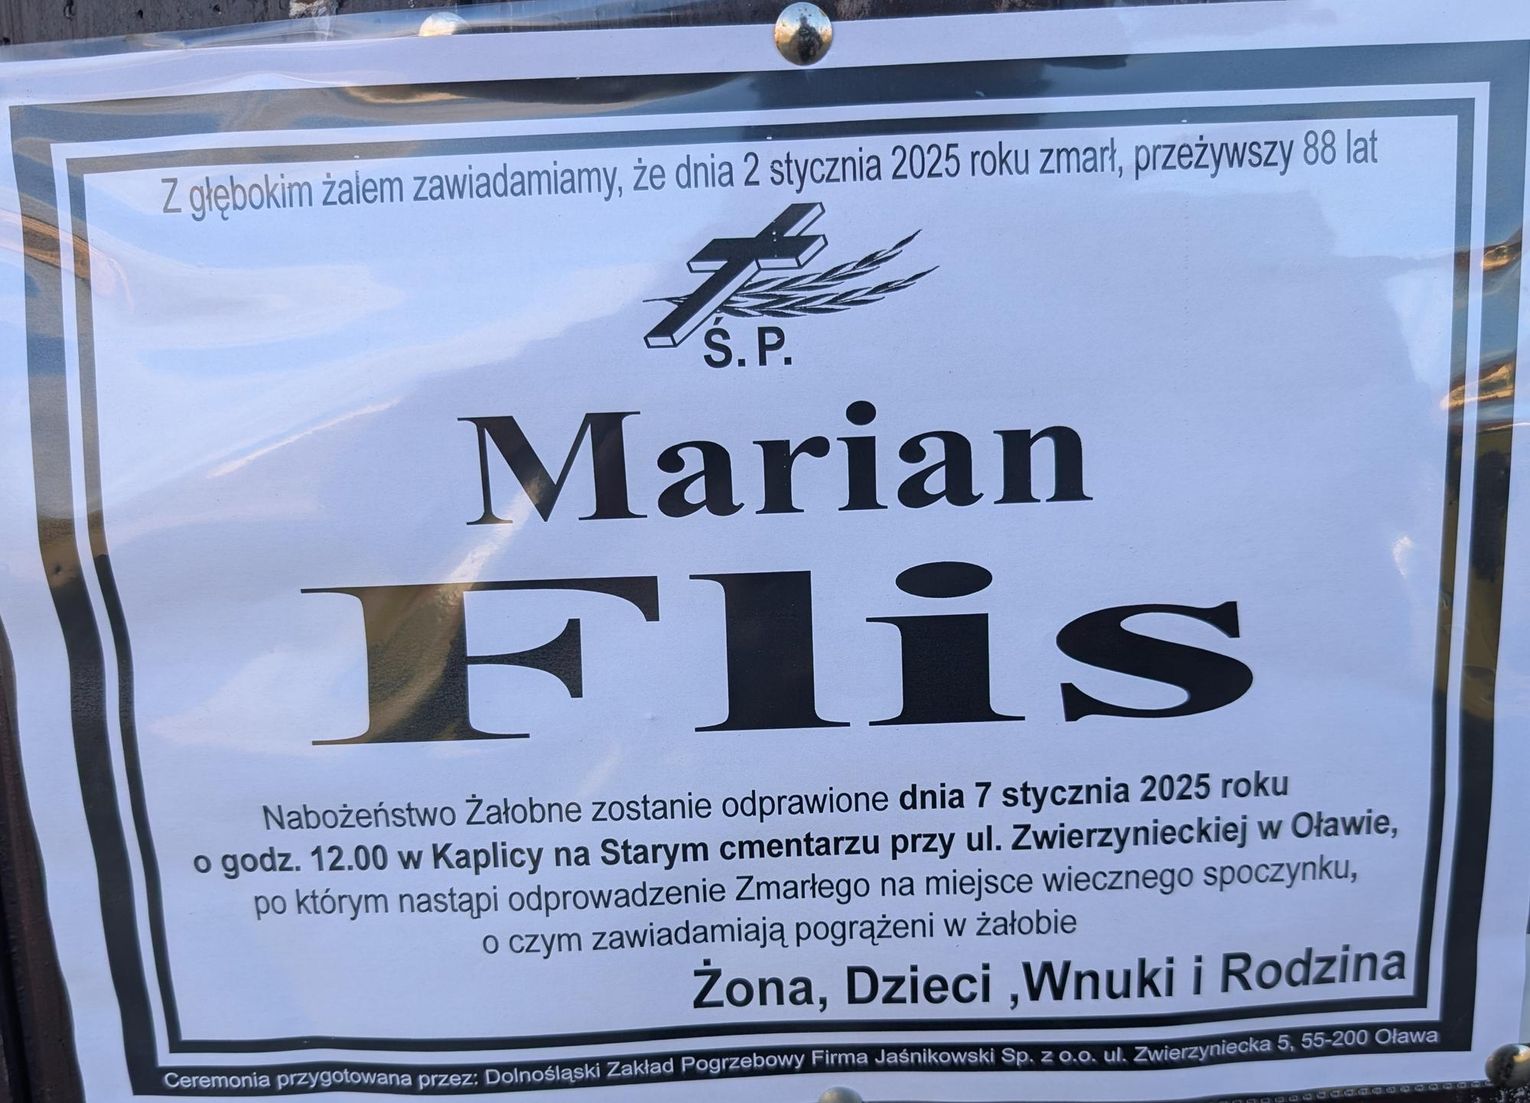 Z głębokim żalem zawiadamiamy, że dnia 2 stycznia 2025 roku zmarł, przeżywszy 88 lat
Ś. P.
Marian
Flis
Nabożeństwo Żałobne zostanie odprawione dnia 7 stycznia 2025 roku
o godz. 12.00 w Kaplicy na Starym cmentarzu przy ul. Zwierzynieckiej w Oławie,
po którym nastąpi odprowadzenie Zmarłego na miejsce wiecznego spoczynku,
o czym zawiadamiają pogrążeni w żałobie
Żona, Dzieci ,Wnuki i Rodzina
Ceremonia przygotowana przez: Dolnośląski Zakład Pogrzebowy Firma Jaśnikowski Sp. z o.o. ul. Zwierzyniecka 5, 55-200 Oława